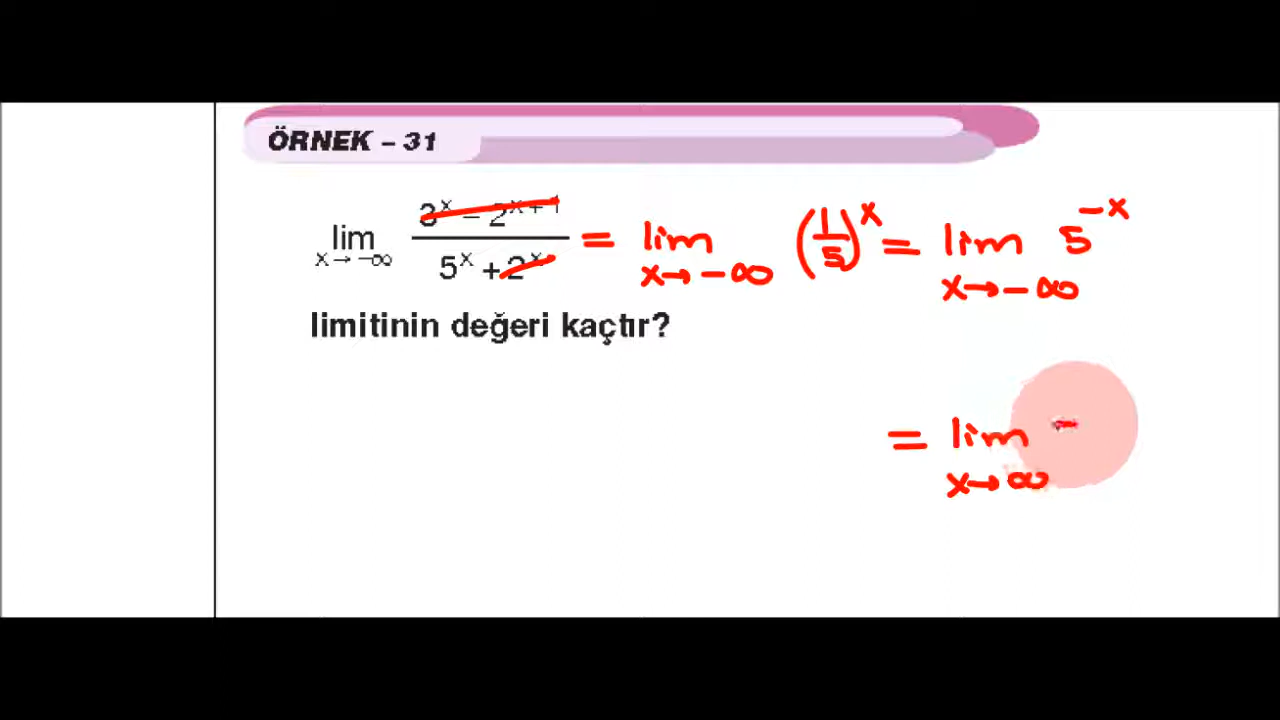 ÖRNEK – 31
lim x→ -∞ 3^x – 2^(x+1) / 5^x + 2^x = lim x→ -∞ (1/5)^x = lim x→ -∞ 5^-x
limitinin değeri kaçtır?
= lim x→ ∞